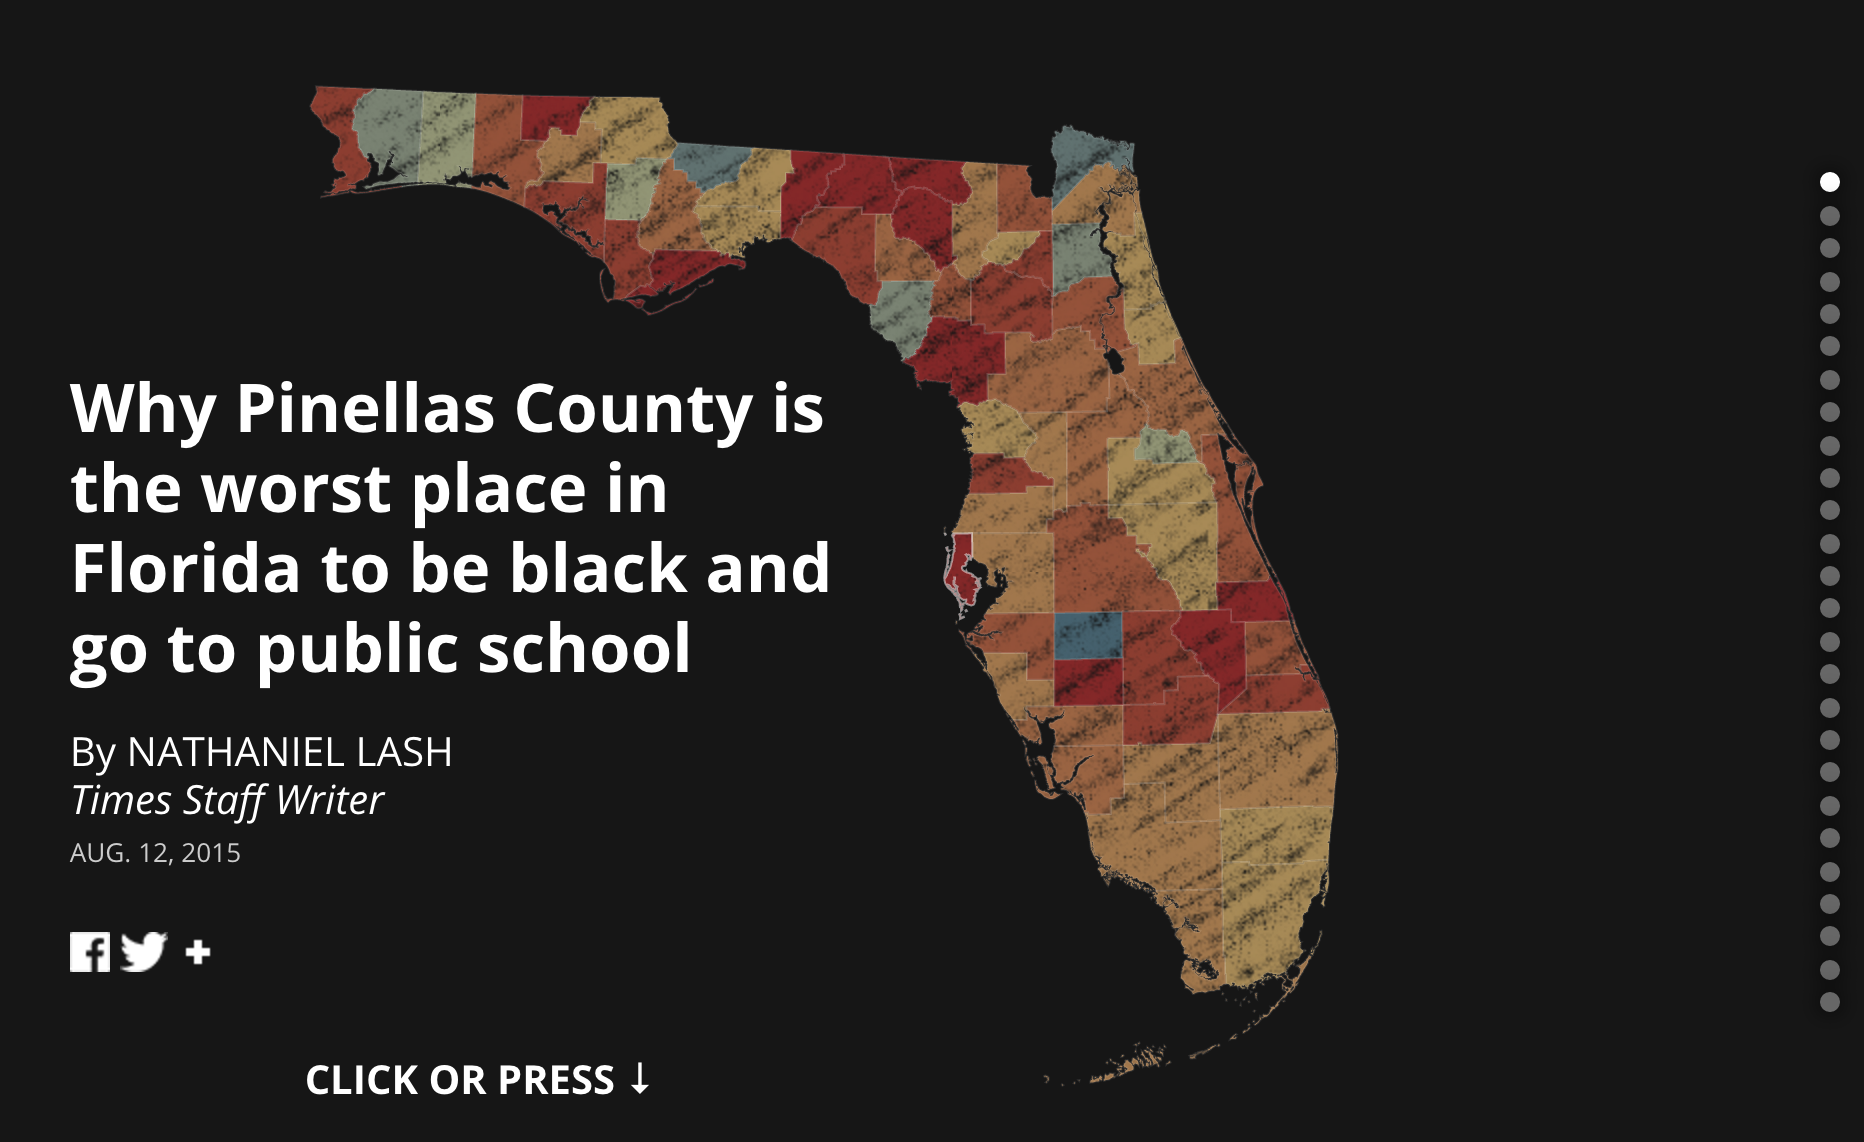 Why Pinellas County is
the worst place in
Florida to be black and
go to public school
By NATHANIEL LASH
Times Staff Writer
AUG. 12, 2015
CLICK OR PRESS ↓